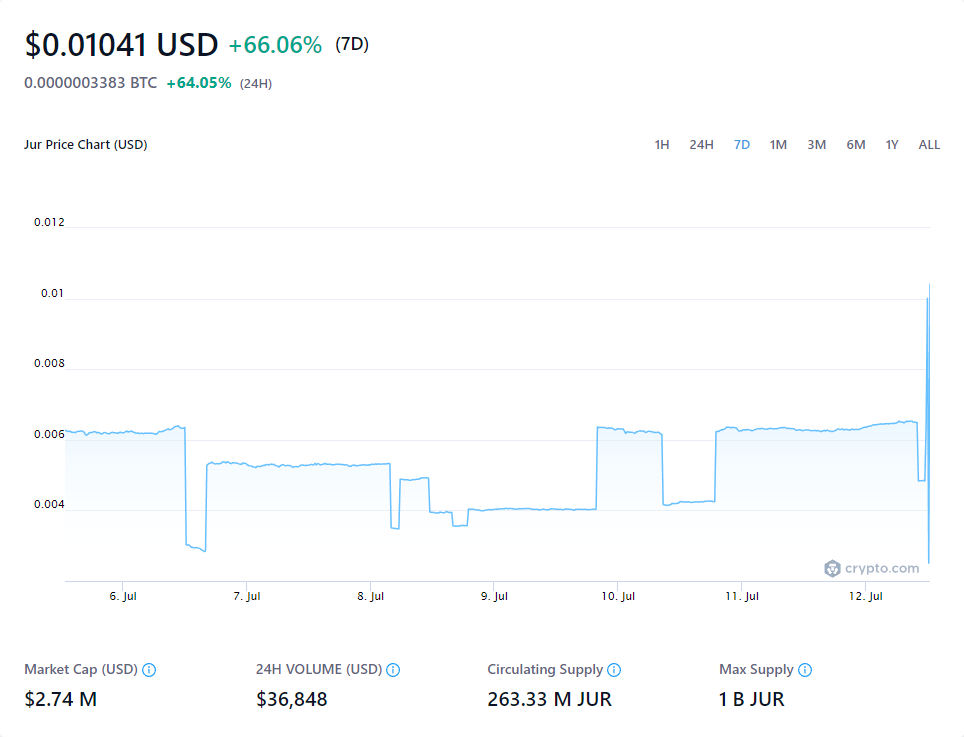 $0.01041 USD +66.06% (7D)
0.0000003383 BTC +64.05% (24H)
Jur Price Chart (USD) 1H 24H 7D 1M 3M 6M 1Y ALL
0.012
0.01
0.008
0.006
0.004
crypto.com
6. Jul 7. Jul 8. Jul 9. Jul 10. Jul 11. Jul 12. Jul
Market Cap (USD) 24H VOLUME (USD) Circulating Supply Max Supply
$2.74 M $36,848 263.33 M JUR 1 B JUR